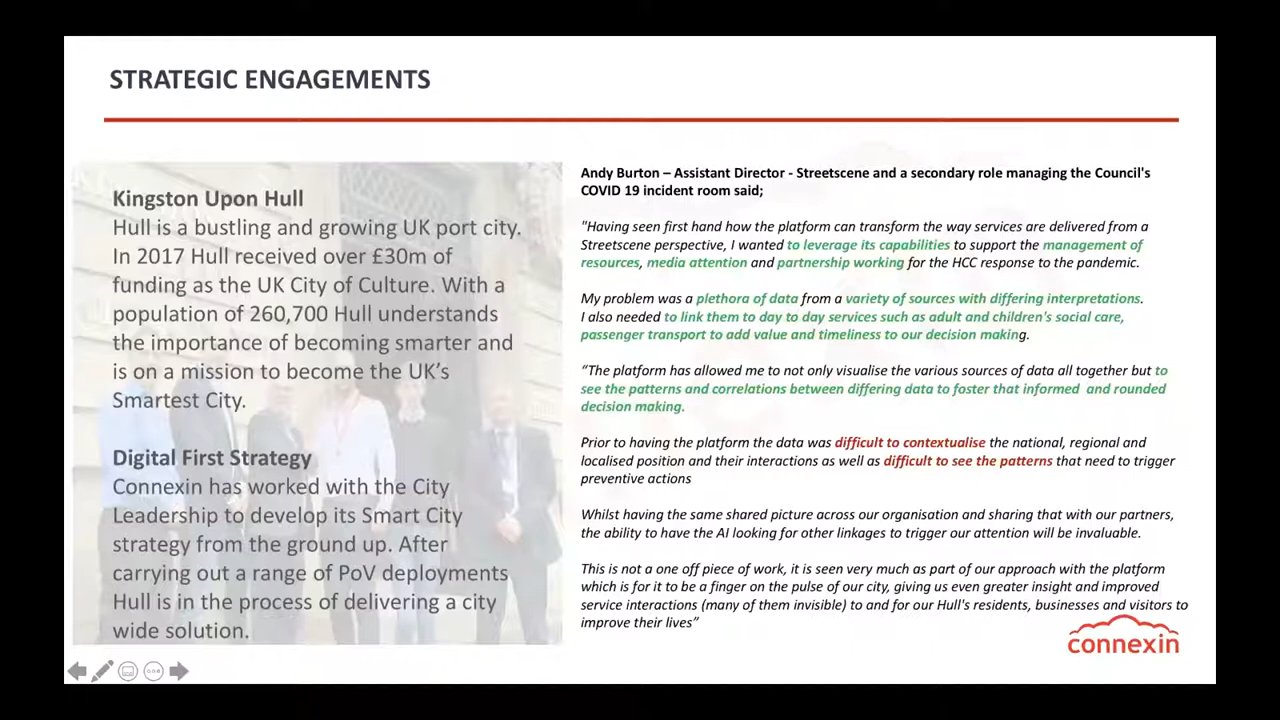 STRATEGIC ENGAGEMENTS
Kingston Upon Hull
Hull is a bustling and growing UK port city.
In 2017 Hull received over £30m of
funding as the UK City of Culture. With a
population of 260,700 Hull understands
the importance of becoming smarter and
is on a mission to become the UK’s
Smartest City.
Digital First Strategy
Connexin has worked with the City
Leadership to develop its Smart City
strategy from the ground up. After
carrying out a range of PoV deployments
Hull is in the process of delivering a city
wide solution.
Andy Burton – Assistant Director - Streetscene and a secondary role managing the Council's
COVID 19 incident room said;
"Having seen first hand how the platform can transform the way services are delivered from a
Streetscene perspective, I wanted to leverage its capabilities to support the management of
resources, media attention and partnership working for the HCC response to the pandemic.
My problem was a plethora of data from a variety of sources with differing interpretations.
I also needed to link them to day to day services such as adult and children's social care,
passenger transport to add value and timeliness to our decision making.
“The platform has allowed me to not only visualise the various sources of data all together but to
see the patterns and correlations between differing data to foster that informed and rounded
decision making.
Prior to having the platform the data was difficult to contextualise the national, regional and
localised position and their interactions as well as difficult to see the patterns that need to trigger
preventive actions
Whilst having the same shared picture across our organisation and sharing that with our partners,
the ability to have the AI looking for other linkages to trigger our attention will be invaluable.
This is not a one off piece of work, it is seen very much as part of our approach with the platform
which is for it to be a finger on the pulse of our city, giving us even greater insight and improved
service interactions (many of them invisible) to and for our Hull's residents, businesses and visitors to
improve their lives”
connexin